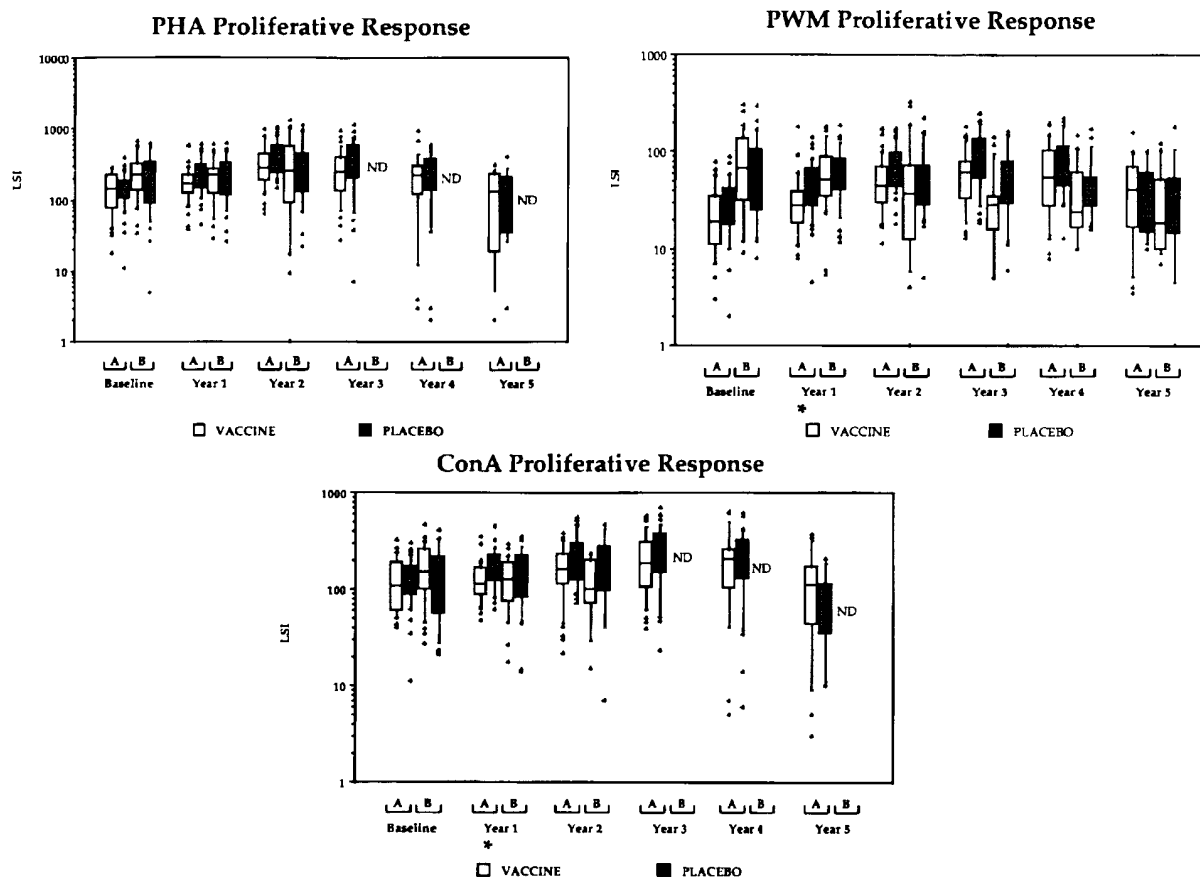 PHA Proliferative Response
10000
1000
100
10
1
LSI
ND
ND
ND
A B A B A B A B A B A B
Baseline Year 1 Year 2 Year 3 Year 4 Year 5
VACCINE PLACEBO
PWM Proliferative Response
1000
100
10
1
LSI
A B A B A B A B A B A B
Baseline Year 1 Year 2 Year 3 Year 4 Year 5
*
VACCINE PLACEBO
ConA Proliferative Response
1000
100
10
1
LSI
ND
ND
ND
A B A B A B A B A B A B
Baseline Year 1 Year 2 Year 3 Year 4 Year 5
*
VACCINE PLACEBO